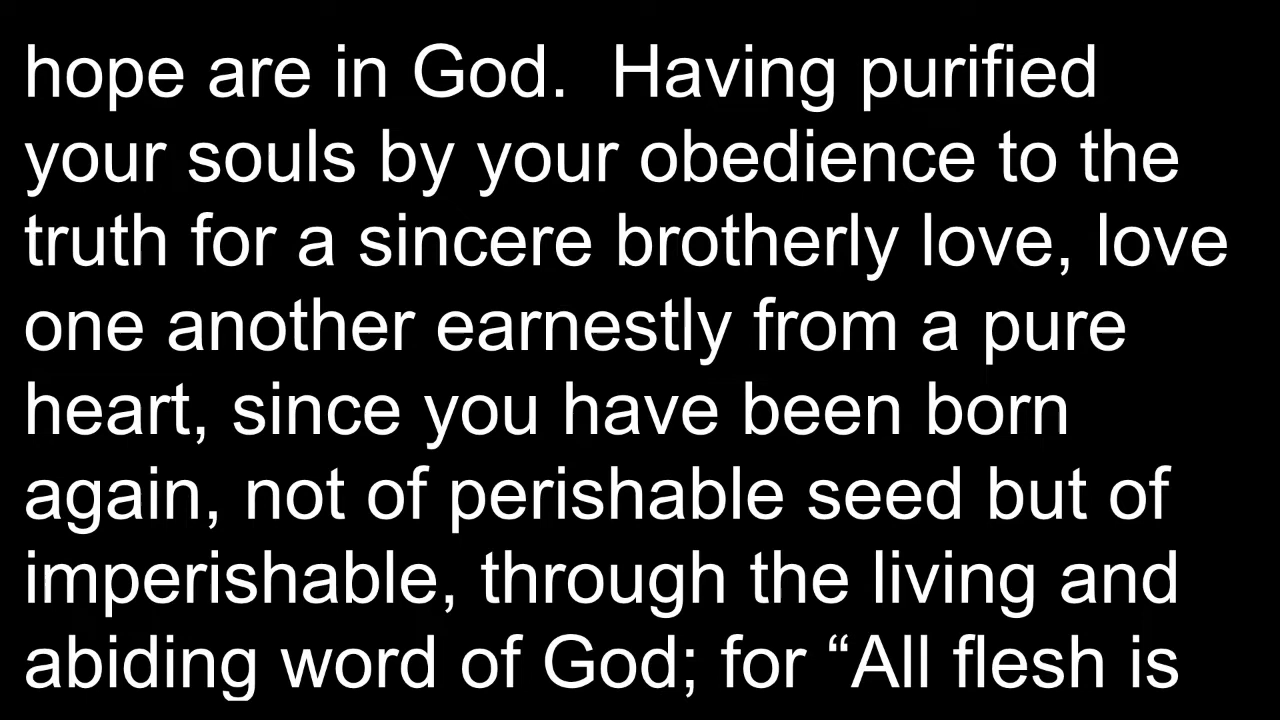 hope are in God.  Having purified
your souls by your obedience to the
truth for a sincere brotherly love, love
one another earnestly from a pure
heart, since you have been born
again, not of perishable seed but of
imperishable, through the living and
abiding word of God; for “All flesh is